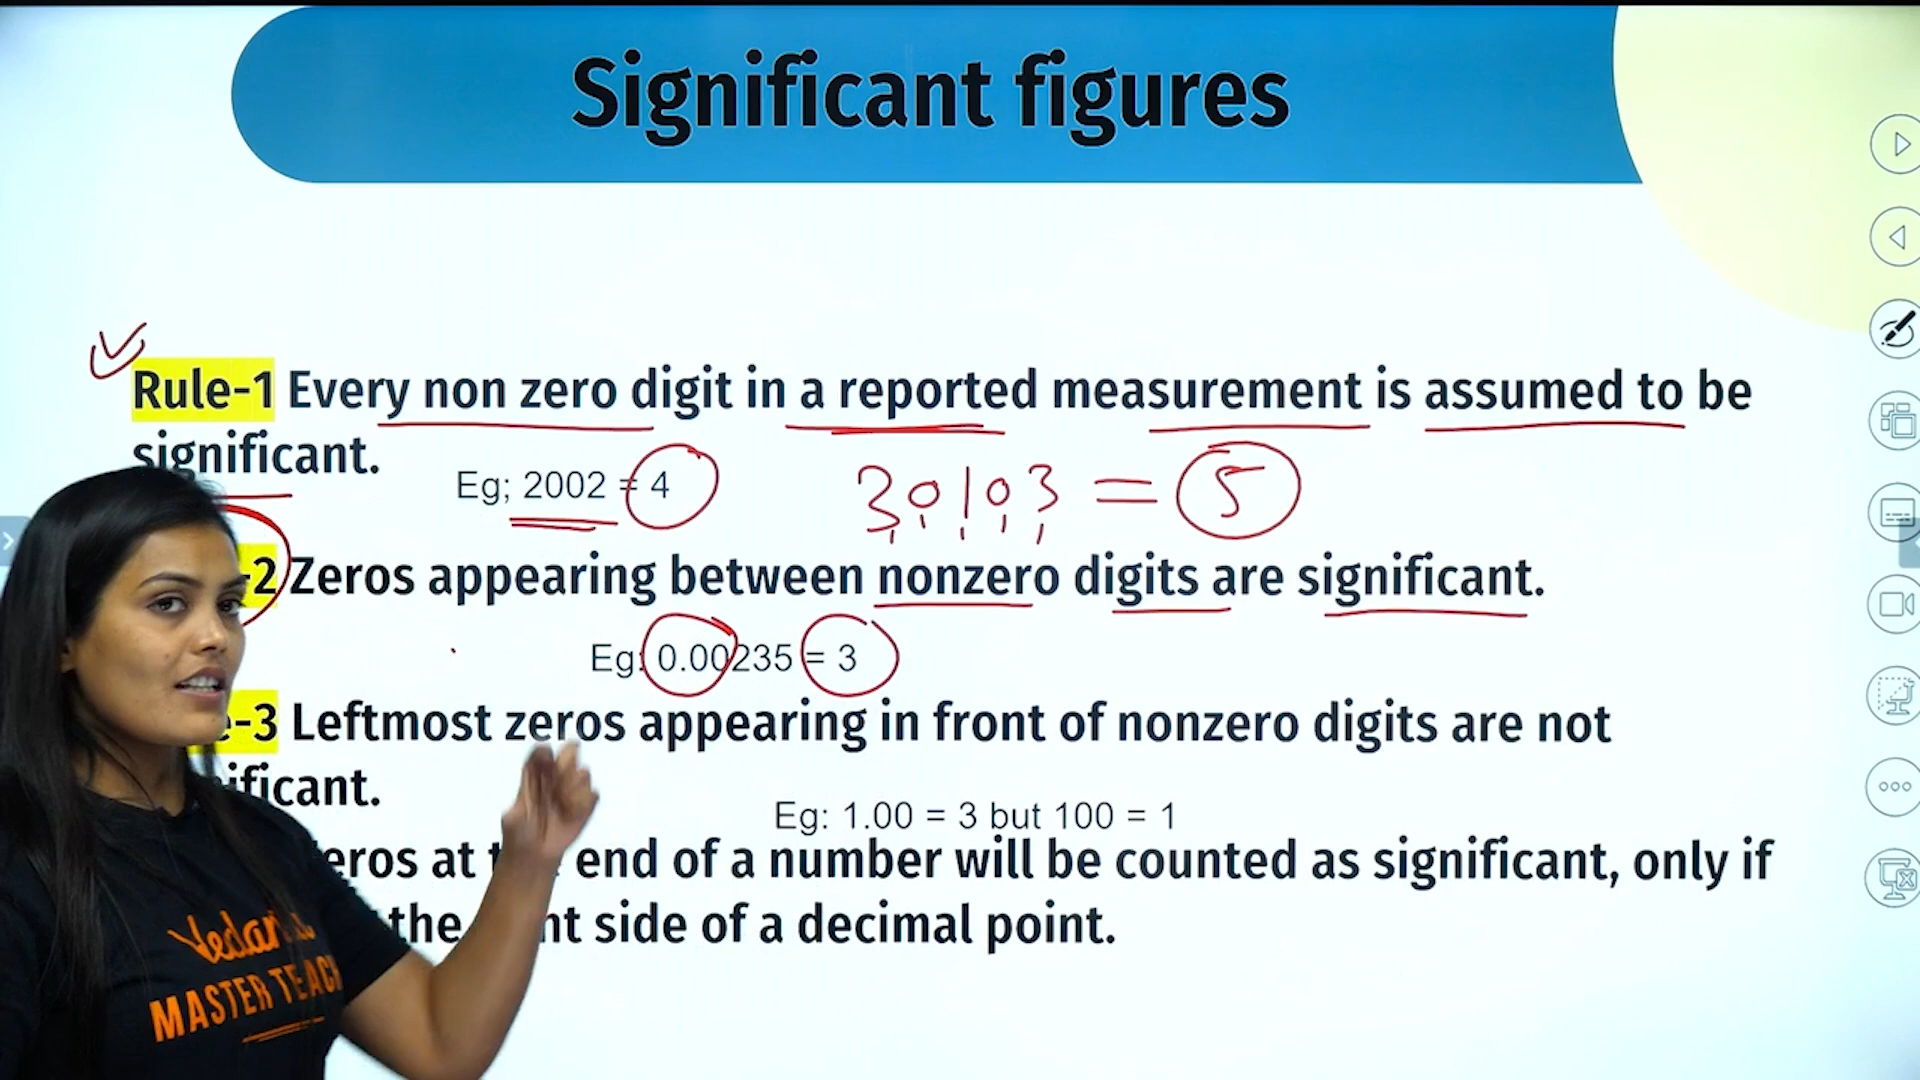 Significant figures
Rule-1 Every non zero digit in a reported measurement is assumed to be
significant.
Eg; 2002 = 4
30103 = 5
-2 Zeros appearing between nonzero digits are significant.
Eg: 0.00235 = 3
e-3 Leftmost zeros appearing in front of nonzero digits are not
ificant.
Eg: 1.00 = 3 but 100 = 1
eros at end of a number will be counted as significant, only if
the side of a decimal point.
MASTER TEACH